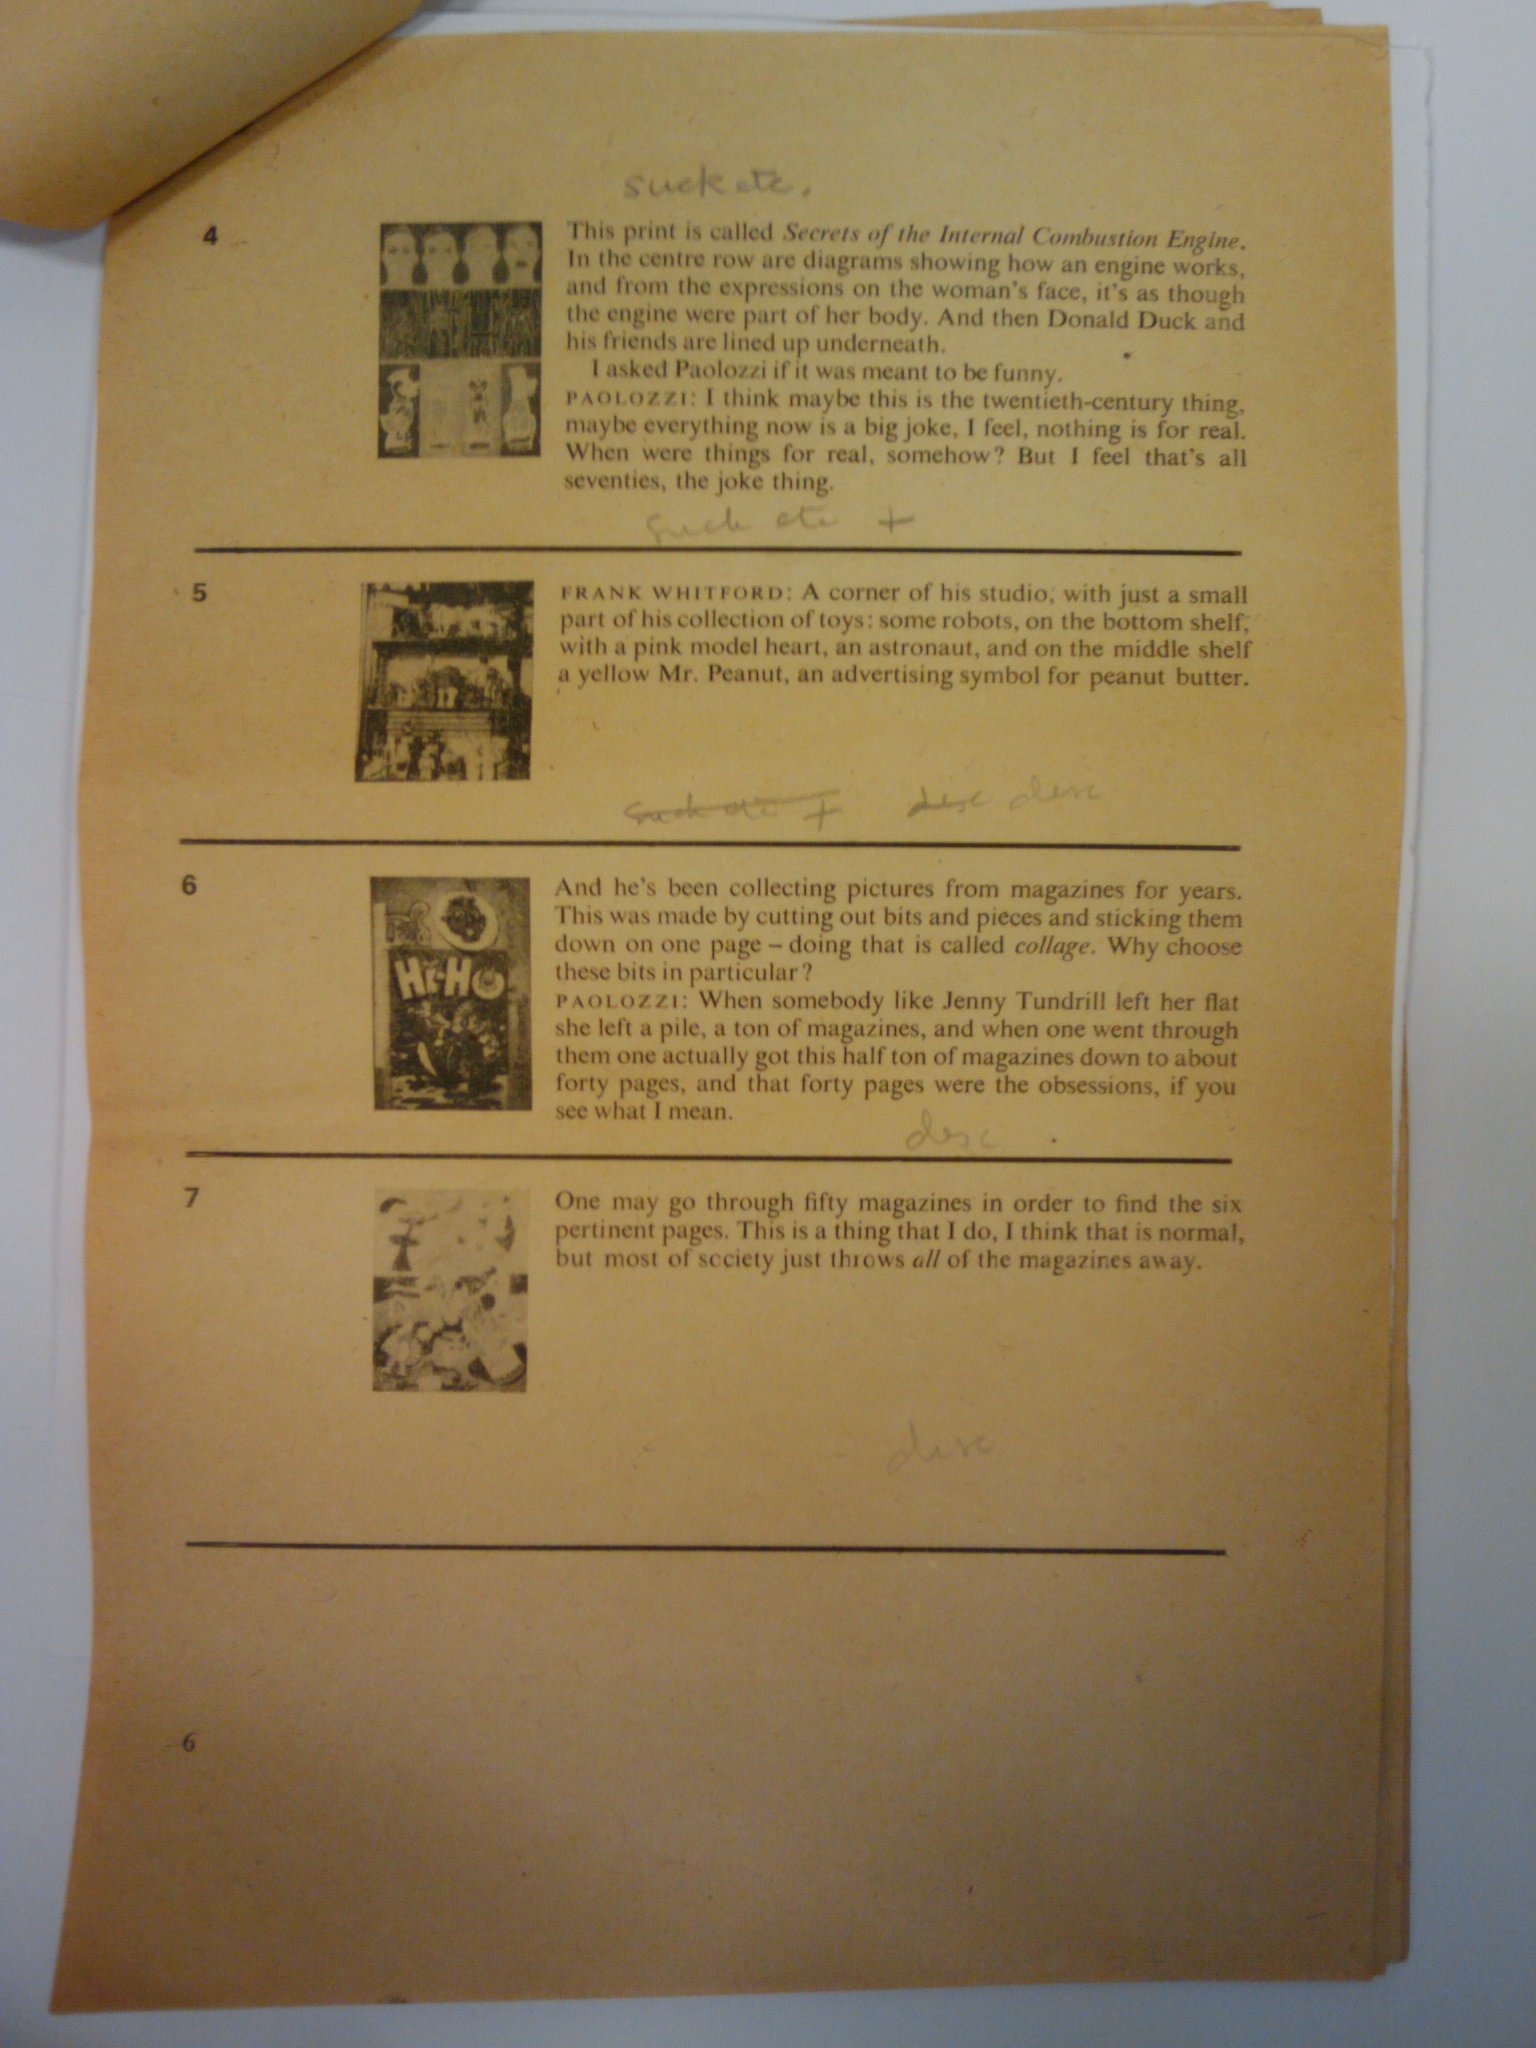 suck etc.
4
This print is called Secrets of the Internal Combustion Engine.
In the centre row are diagrams showing how an engine works,
and from the expressions on the woman's face, it's as though
the engine were part of her body. And then Donald Duck and
his friends are lined up underneath.
I asked Paolozzi if it was meant to be funny.
PAOLOZZI: I think maybe this is the twentieth-century thing,
maybe everything now is a big joke, I feel, nothing is for real.
When were things for real, somehow? But I feel that's all
seventies, the joke thing.
suck etc +
5
FRANK WHITFORD: A corner of his studio, with just a small
part of his collection of toys: some robots, on the bottom shelf,
with a pink model heart, an astronaut, and on the middle shelf
a yellow Mr. Peanut, an advertising symbol for peanut butter.
suck etc + desc desc
6
HI-HO
And he's been collecting pictures from magazines for years.
This was made by cutting out bits and pieces and sticking them
down on one page – doing that is called collage. Why choose
these bits in particular?
PAOLOZZI: When somebody like Jenny Tundrill left her flat
she left a pile, a ton of magazines, and when one went through
them one actually got this half ton of magazines down to about
forty pages, and that forty pages were the obsessions, if you
see what I mean.
desc
7
One may go through fifty magazines in order to find the six
pertinent pages. This is a thing that I do, I think that is normal,
but most of society just throws all of the magazines away.
desc
6